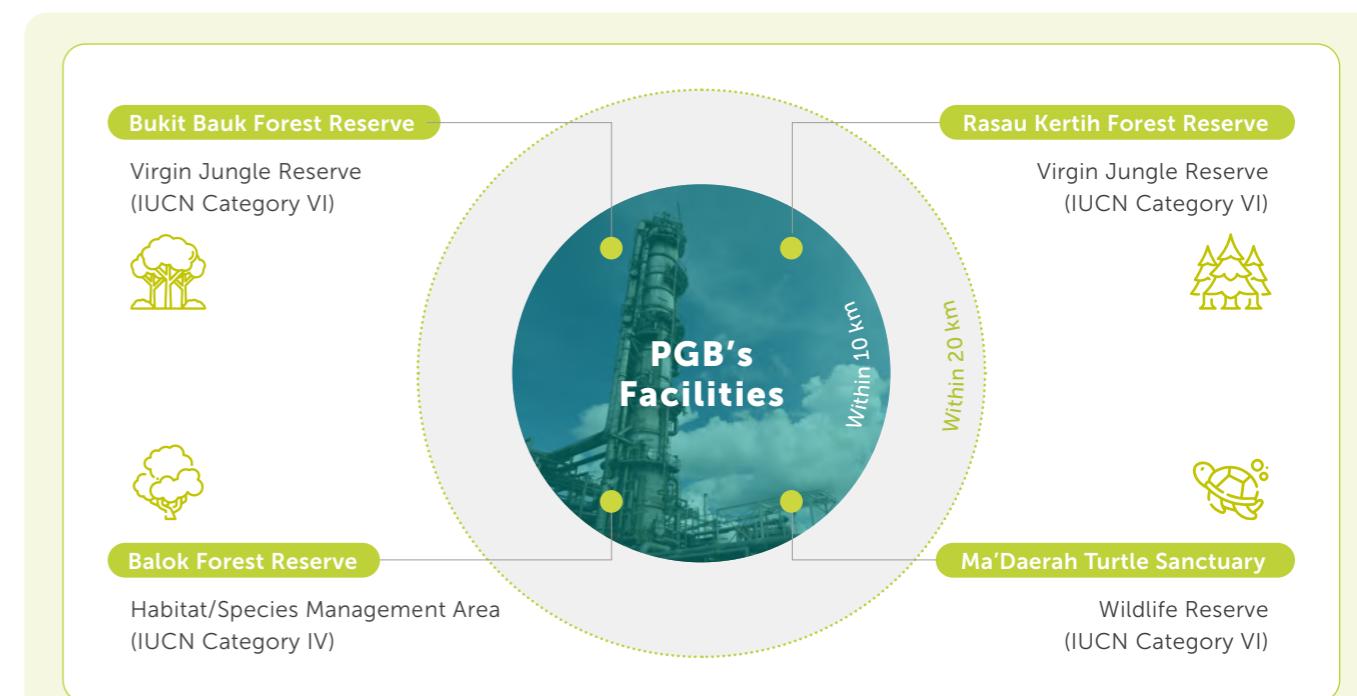 Bukit Bauk Forest Reserve
Virgin Jungle Reserve
(IUCN Category VI)
Rasau Kertih Forest Reserve
Virgin Jungle Reserve
(IUCN Category VI)
PGB's
Facilities
Within 10 km
Within 20 km
Balok Forest Reserve
Habitat/Species Management Area
(IUCN Category IV)
Ma'Daerah Turtle Sanctuary
Wildlife Reserve
(IUCN Category VI)